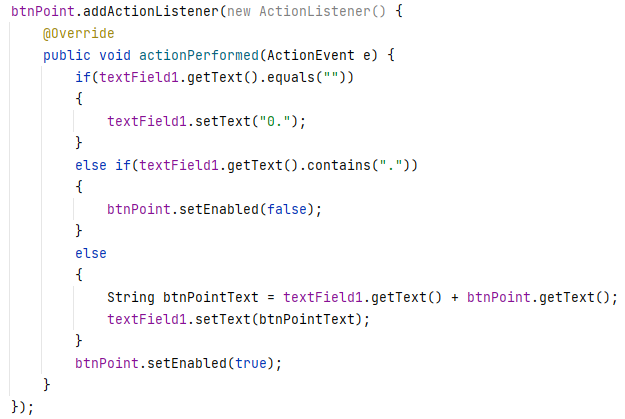 btnPoint.addActionListener(new ActionListener() {
    @Override
    public void actionPerformed(ActionEvent e) {
        if(textField1.getText().equals(""))
        {
            textField1.setText("0.");
        }
        else if(textField1.getText().contains("."))
        {
            btnPoint.setEnabled(false);
        }
        else
        {
            String btnPointText = textField1.getText() + btnPoint.getText();
            textField1.setText(btnPointText);
        }
        btnPoint.setEnabled(true);
    }
});